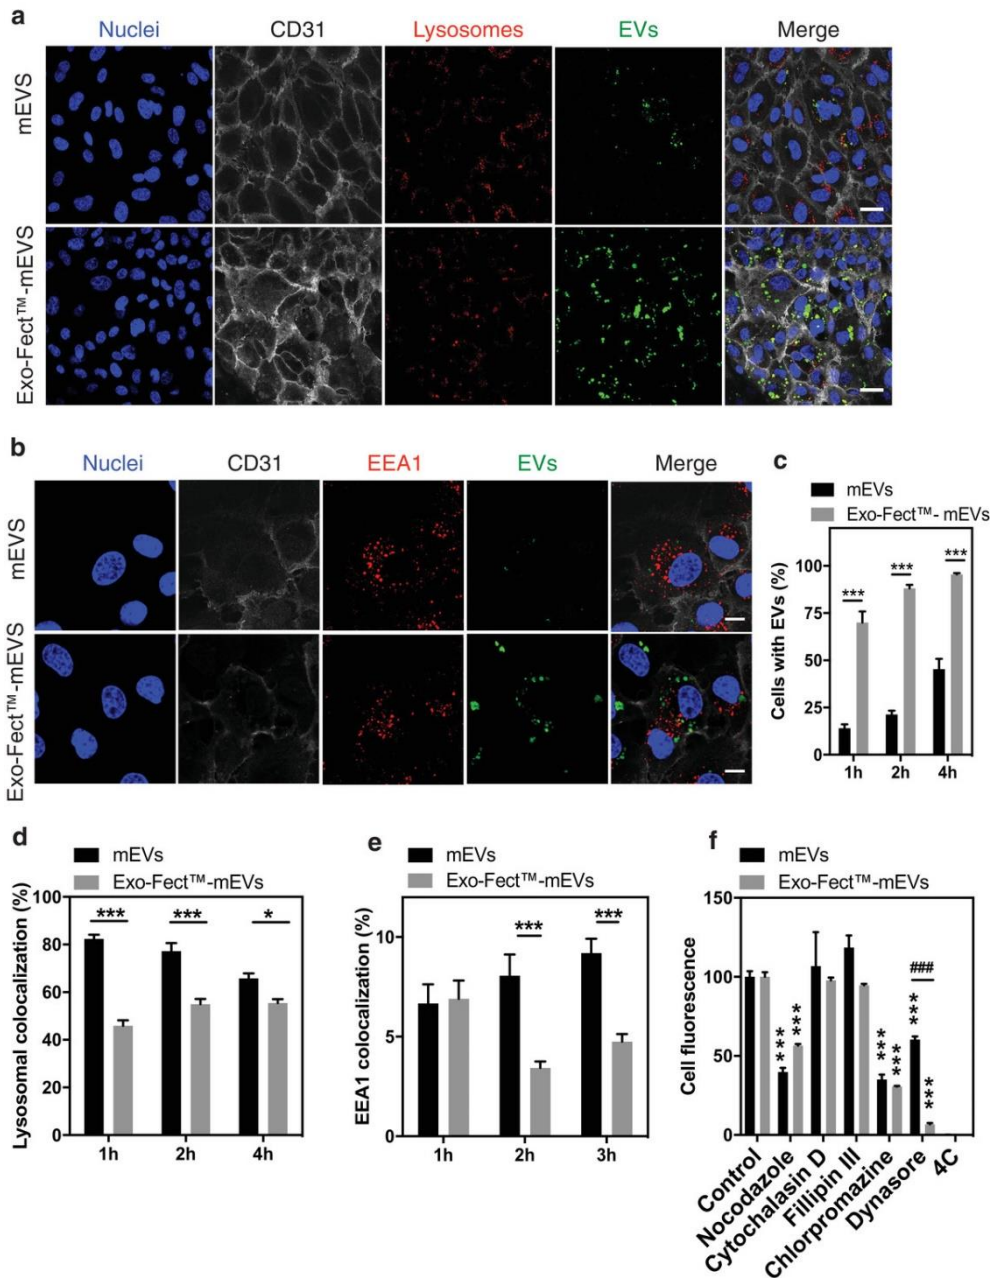 a
Nuclei CD31 Lysosomes EVs Merge
mEVS
Exo-Fect™-mEVS
b
Nuclei CD31 EEA1 EVs Merge
mEVS
Exo-Fect™-mEVS
c
mEVs
Exo-Fect™- mEVs
Cells with EVs (%)
100
75
50
25
0
***
***
***
1h 2h 4h
d
mEVs
Exo-Fect™-mEVs
Lysosomal colocalization (%)
100
80
60
40
20
0
*** *** *
1h 2h 4h
e
mEVs
Exo-Fect™-mEVs
EEA1 colocalization (%)
10
5
0
*** ***
1h 2h 3h
f
mEVs
Exo-Fect™-mEVs
Cell fluorescence
150
100
50
0
***
***
***
***
***
***
###
Control
Nocodazole
Cytochalasin D
Fillipin III
Chlorpromazine
Dynasore
4C